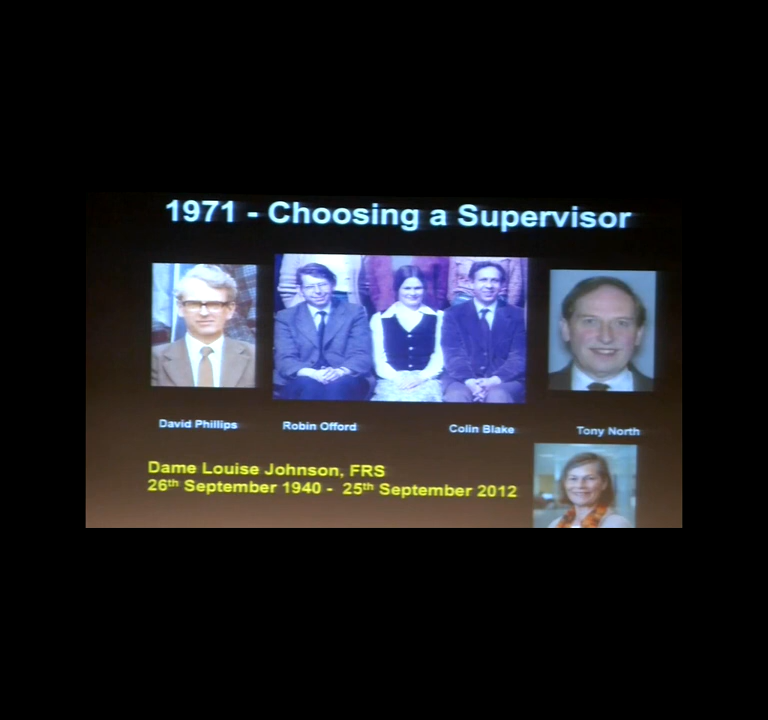 1971 - Choosing a Supervisor
David Phillips
Robin Offord
Colin Blake
Tony North
Dame Louise Johnson, FRS
26th September 1940 - 25th September 2012